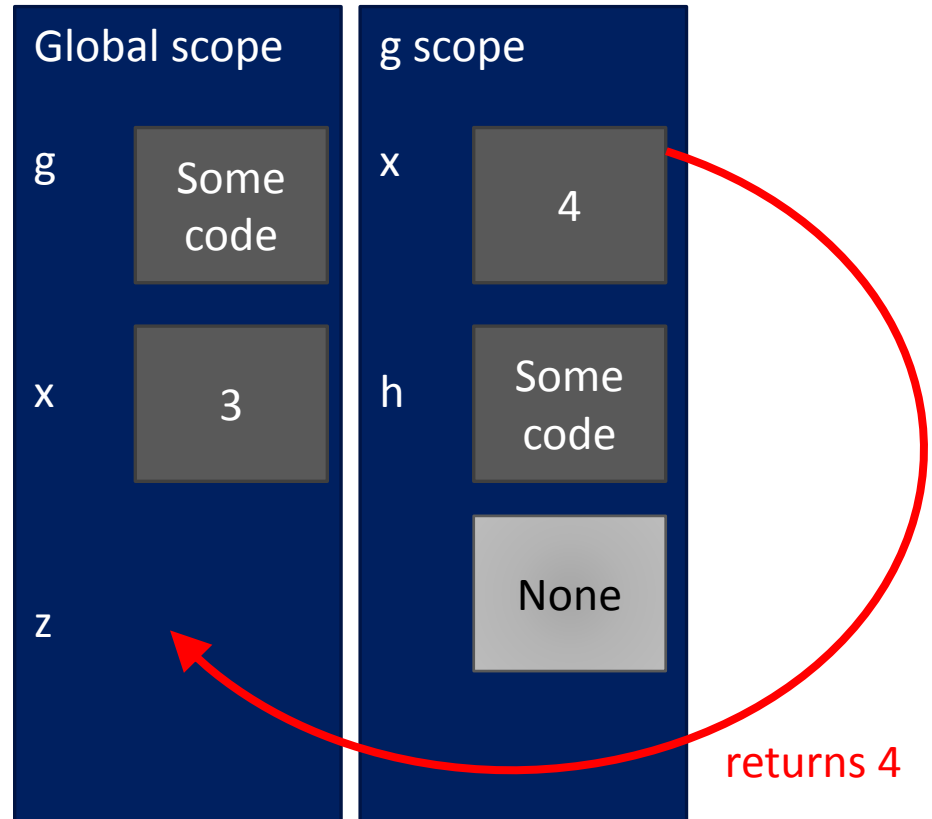 Global scope
g
Some
code
x
3
z
g scope
x
4
h
Some
code
None
returns 4